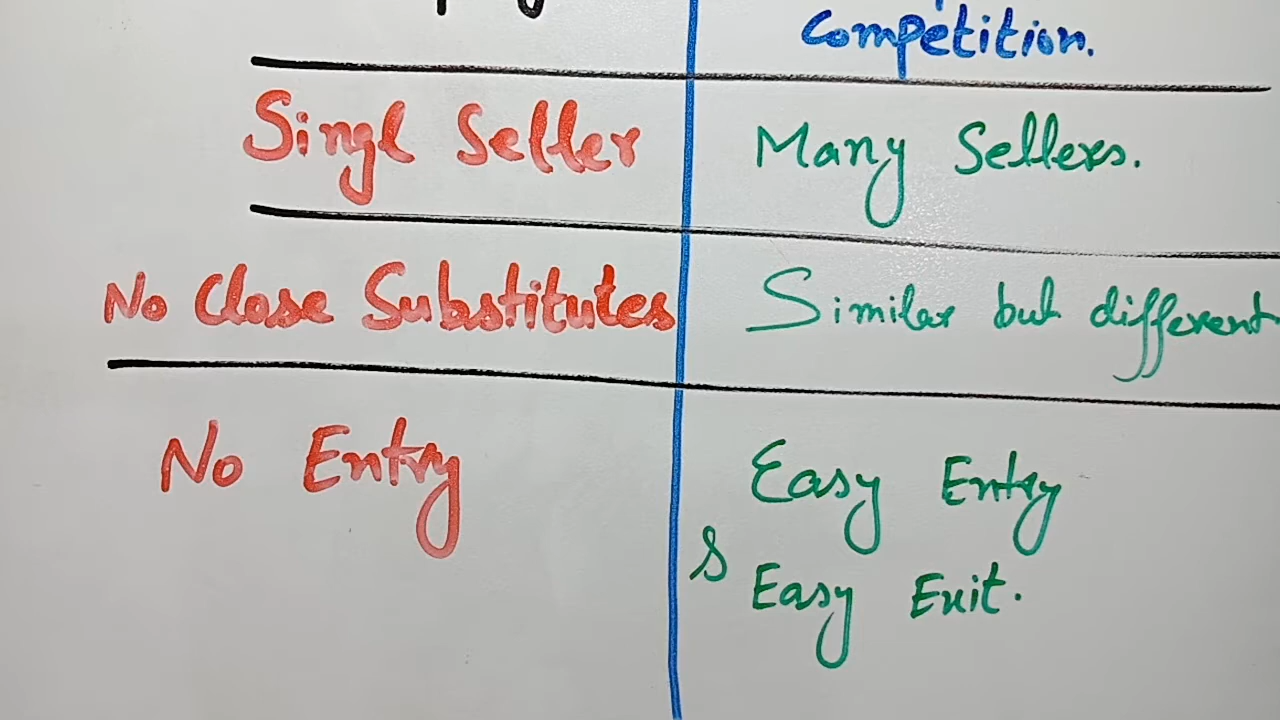 Competition.
Singl Seller
Many Sellers.
No Close Substitutes
Similar but different
No Entry
Easy Entry
& Easy Exit.